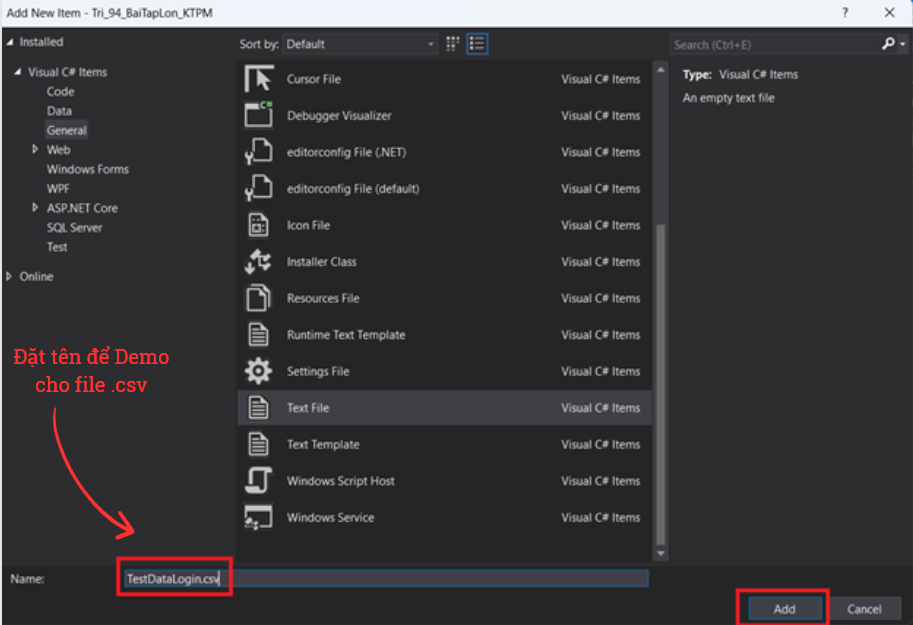 Add New Item - Tri_94_BaiTapLon_KTPM
?
Installed
Sort by: Default
Search (Ctrl+E)
Visual C# Items
Code
Data
General
Web
Windows Forms
WPF
ASP.NET Core
SQL Server
Test
Online
Cursor File Visual C# Items
Debugger Visualizer Visual C# Items
editorconfig File (.NET) Visual C# Items
editorconfig File (default) Visual C# Items
Icon File Visual C# Items
Installer Class Visual C# Items
Resources File Visual C# Items
Runtime Text Template Visual C# Items
Settings File Visual C# Items
Text File Visual C# Items
Text Template Visual C# Items
Windows Script Host Visual C# Items
Windows Service Visual C# Items
Type: Visual C# Items
An empty text file
Đặt tên để Demo
cho file .csv
Name: TestDataLogin.csv
Add Cancel